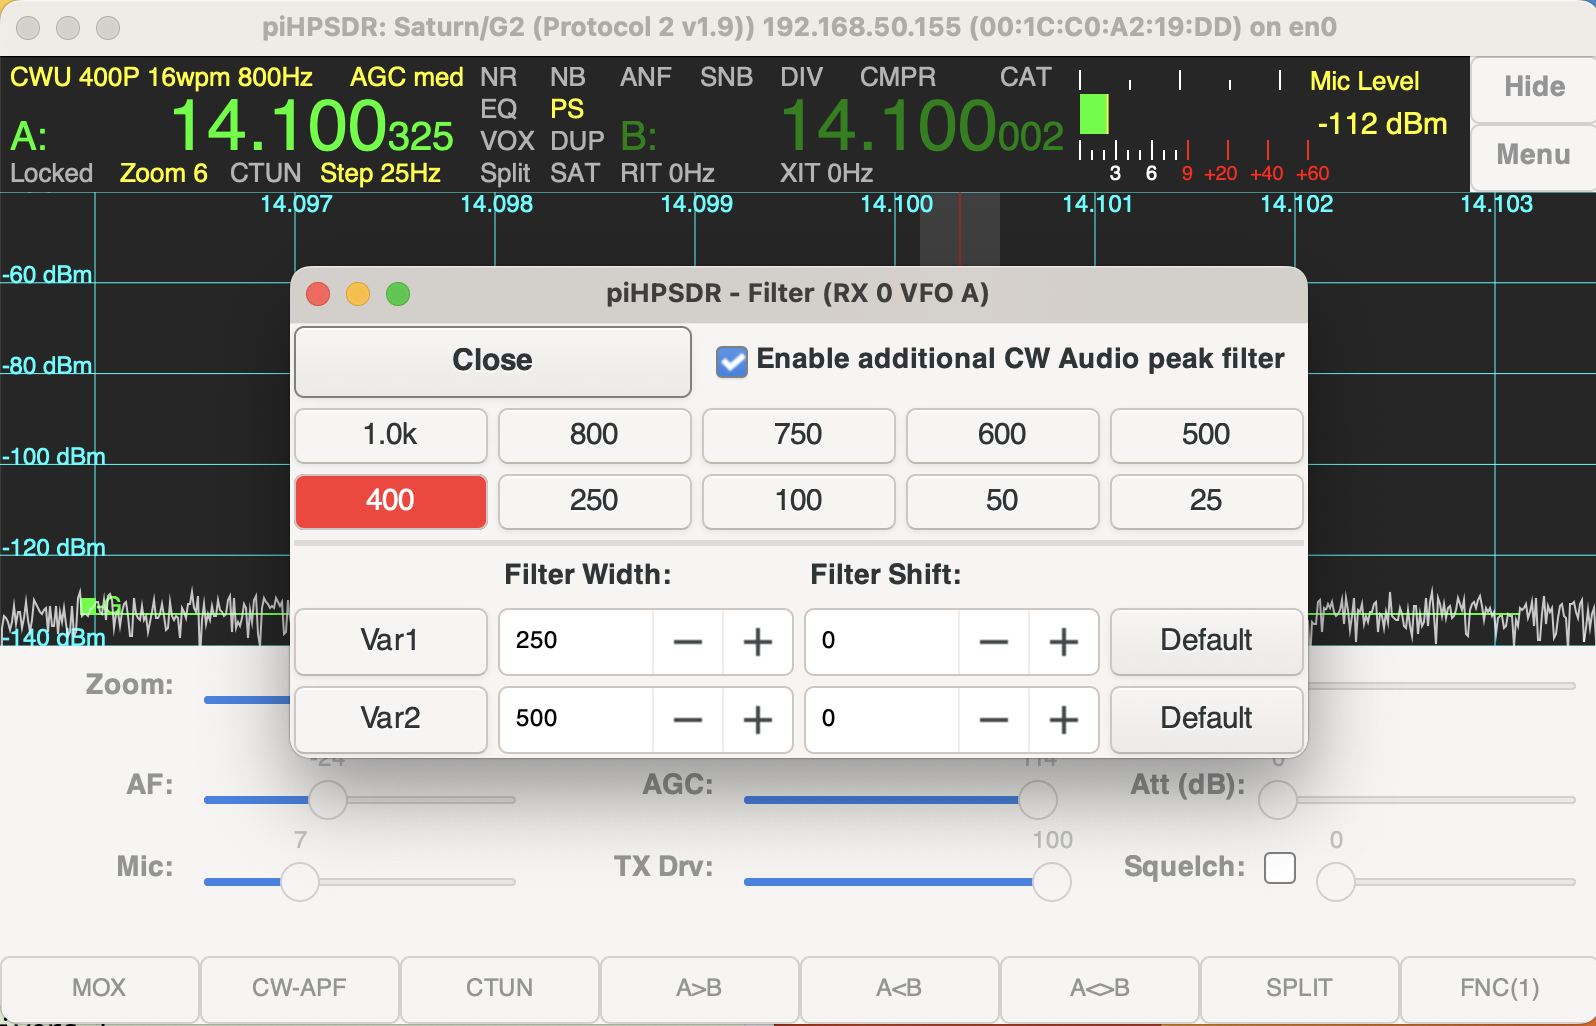 piHPSDR: Saturn/G2 (Protocol 2 v1.9)) 192.168.50.155 (00:1C:C0:A2:19:DD) on en0
CWU 400P 16wpm 800Hz AGC med NR NB ANF SNB DIV CMPR CAT Mic Level Hide
A: 14.100325 EQ PS B: 14.100002 -112 dBm
VOX DUP Menu
Locked Zoom 6 CTUN Step 25Hz Split SAT RIT 0Hz XIT 0Hz 3 6 9 +20 +40 +60
14.097 14.098 14.099 14.100 14.101 14.102 14.103
-60 dBm
piHPSDR - Filter (RX 0 VFO A)
Close Enable additional CW Audio peak filter
-80 dBm
1.0k 800 750 600 500
-100 dBm
400 250 100 50 25
-120 dBm
Filter Width: Filter Shift:
-G
-140 dBm
Var1 250 − + 0 − + Default
Zoom:
Var2 500 − + 0 − + Default
-24 114 0
AF: AGC: Att (dB):
7 100 0
Mic: TX Drv: Squelch:
MOX CW-APF CTUN A>B A<B A<>B SPLIT FNC(1)